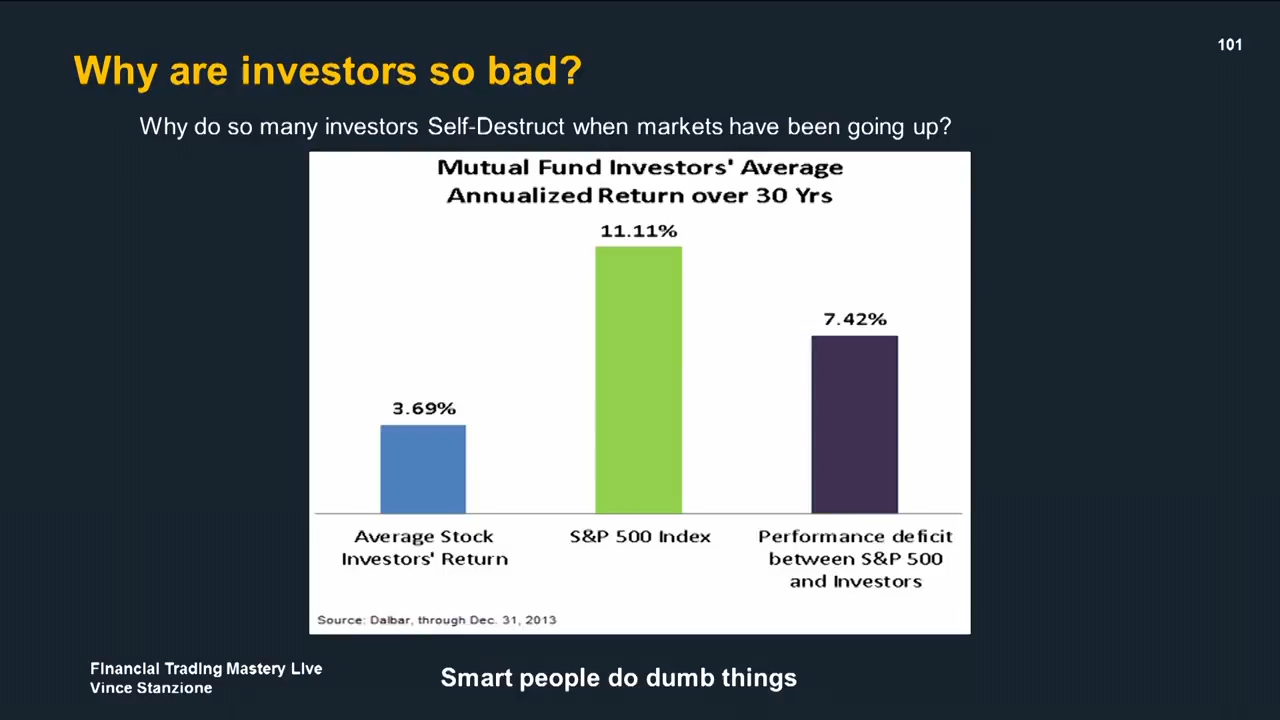 101
Why are investors so bad?
Why do so many investors Self-Destruct when markets have been going up?
Mutual Fund Investors' Average
Annualized Return over 30 Yrs
11.11%
7.42%
3.69%
Average Stock
Investors' Return
S&P 500 Index
Performance deficit
between S&P 500
and Investors
Source: Dalbar, through Dec. 31, 2013
Financial Trading Mastery Live
Vince Stanzione
Smart people do dumb things